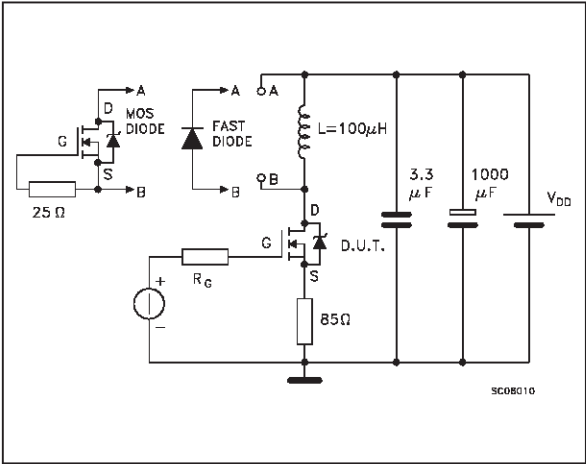 A
D
MOS
DIODE
G
S
B
25 Ω
A
FAST
DIODE
B
A
L=100μH
B
D
G
D.U.T.
S
RG
+
−
85Ω
3.3
μF
1000
μF
+
VDD
SC08010